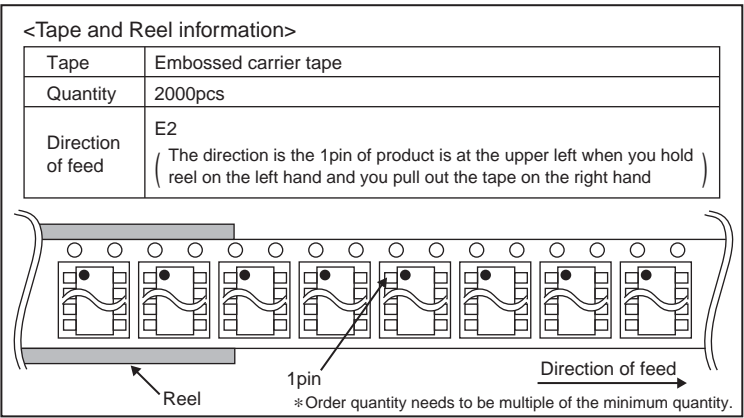 <Tape and Reel information>
Tape Embossed carrier tape
Quantity 2000pcs
Direction of feed E2
( The direction is the 1pin of product is at the upper left when you hold
reel on the left hand and you pull out the tape on the right hand )
Reel
1pin
Direction of feed
*Order quantity needs to be multiple of the minimum quantity.